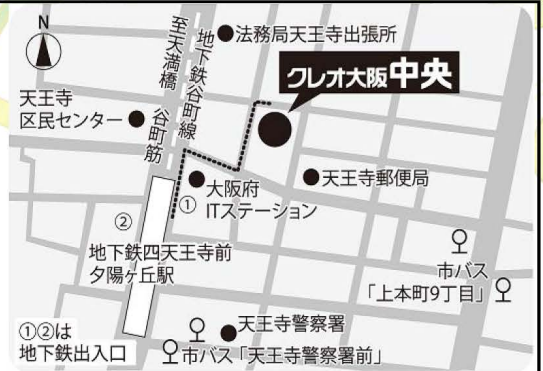 N
至天満橋
地下鉄谷町線
谷町筋
法務局天王寺出張所
クレオ大阪中央
天王寺
区民センター
天王寺郵便局
大阪府
ITステーション
①
②
地下鉄四天王寺前
夕陽ヶ丘駅
市バス
「上本町9丁目」
天王寺警察署
市バス「天王寺警察署前」
①②は
地下鉄出入口